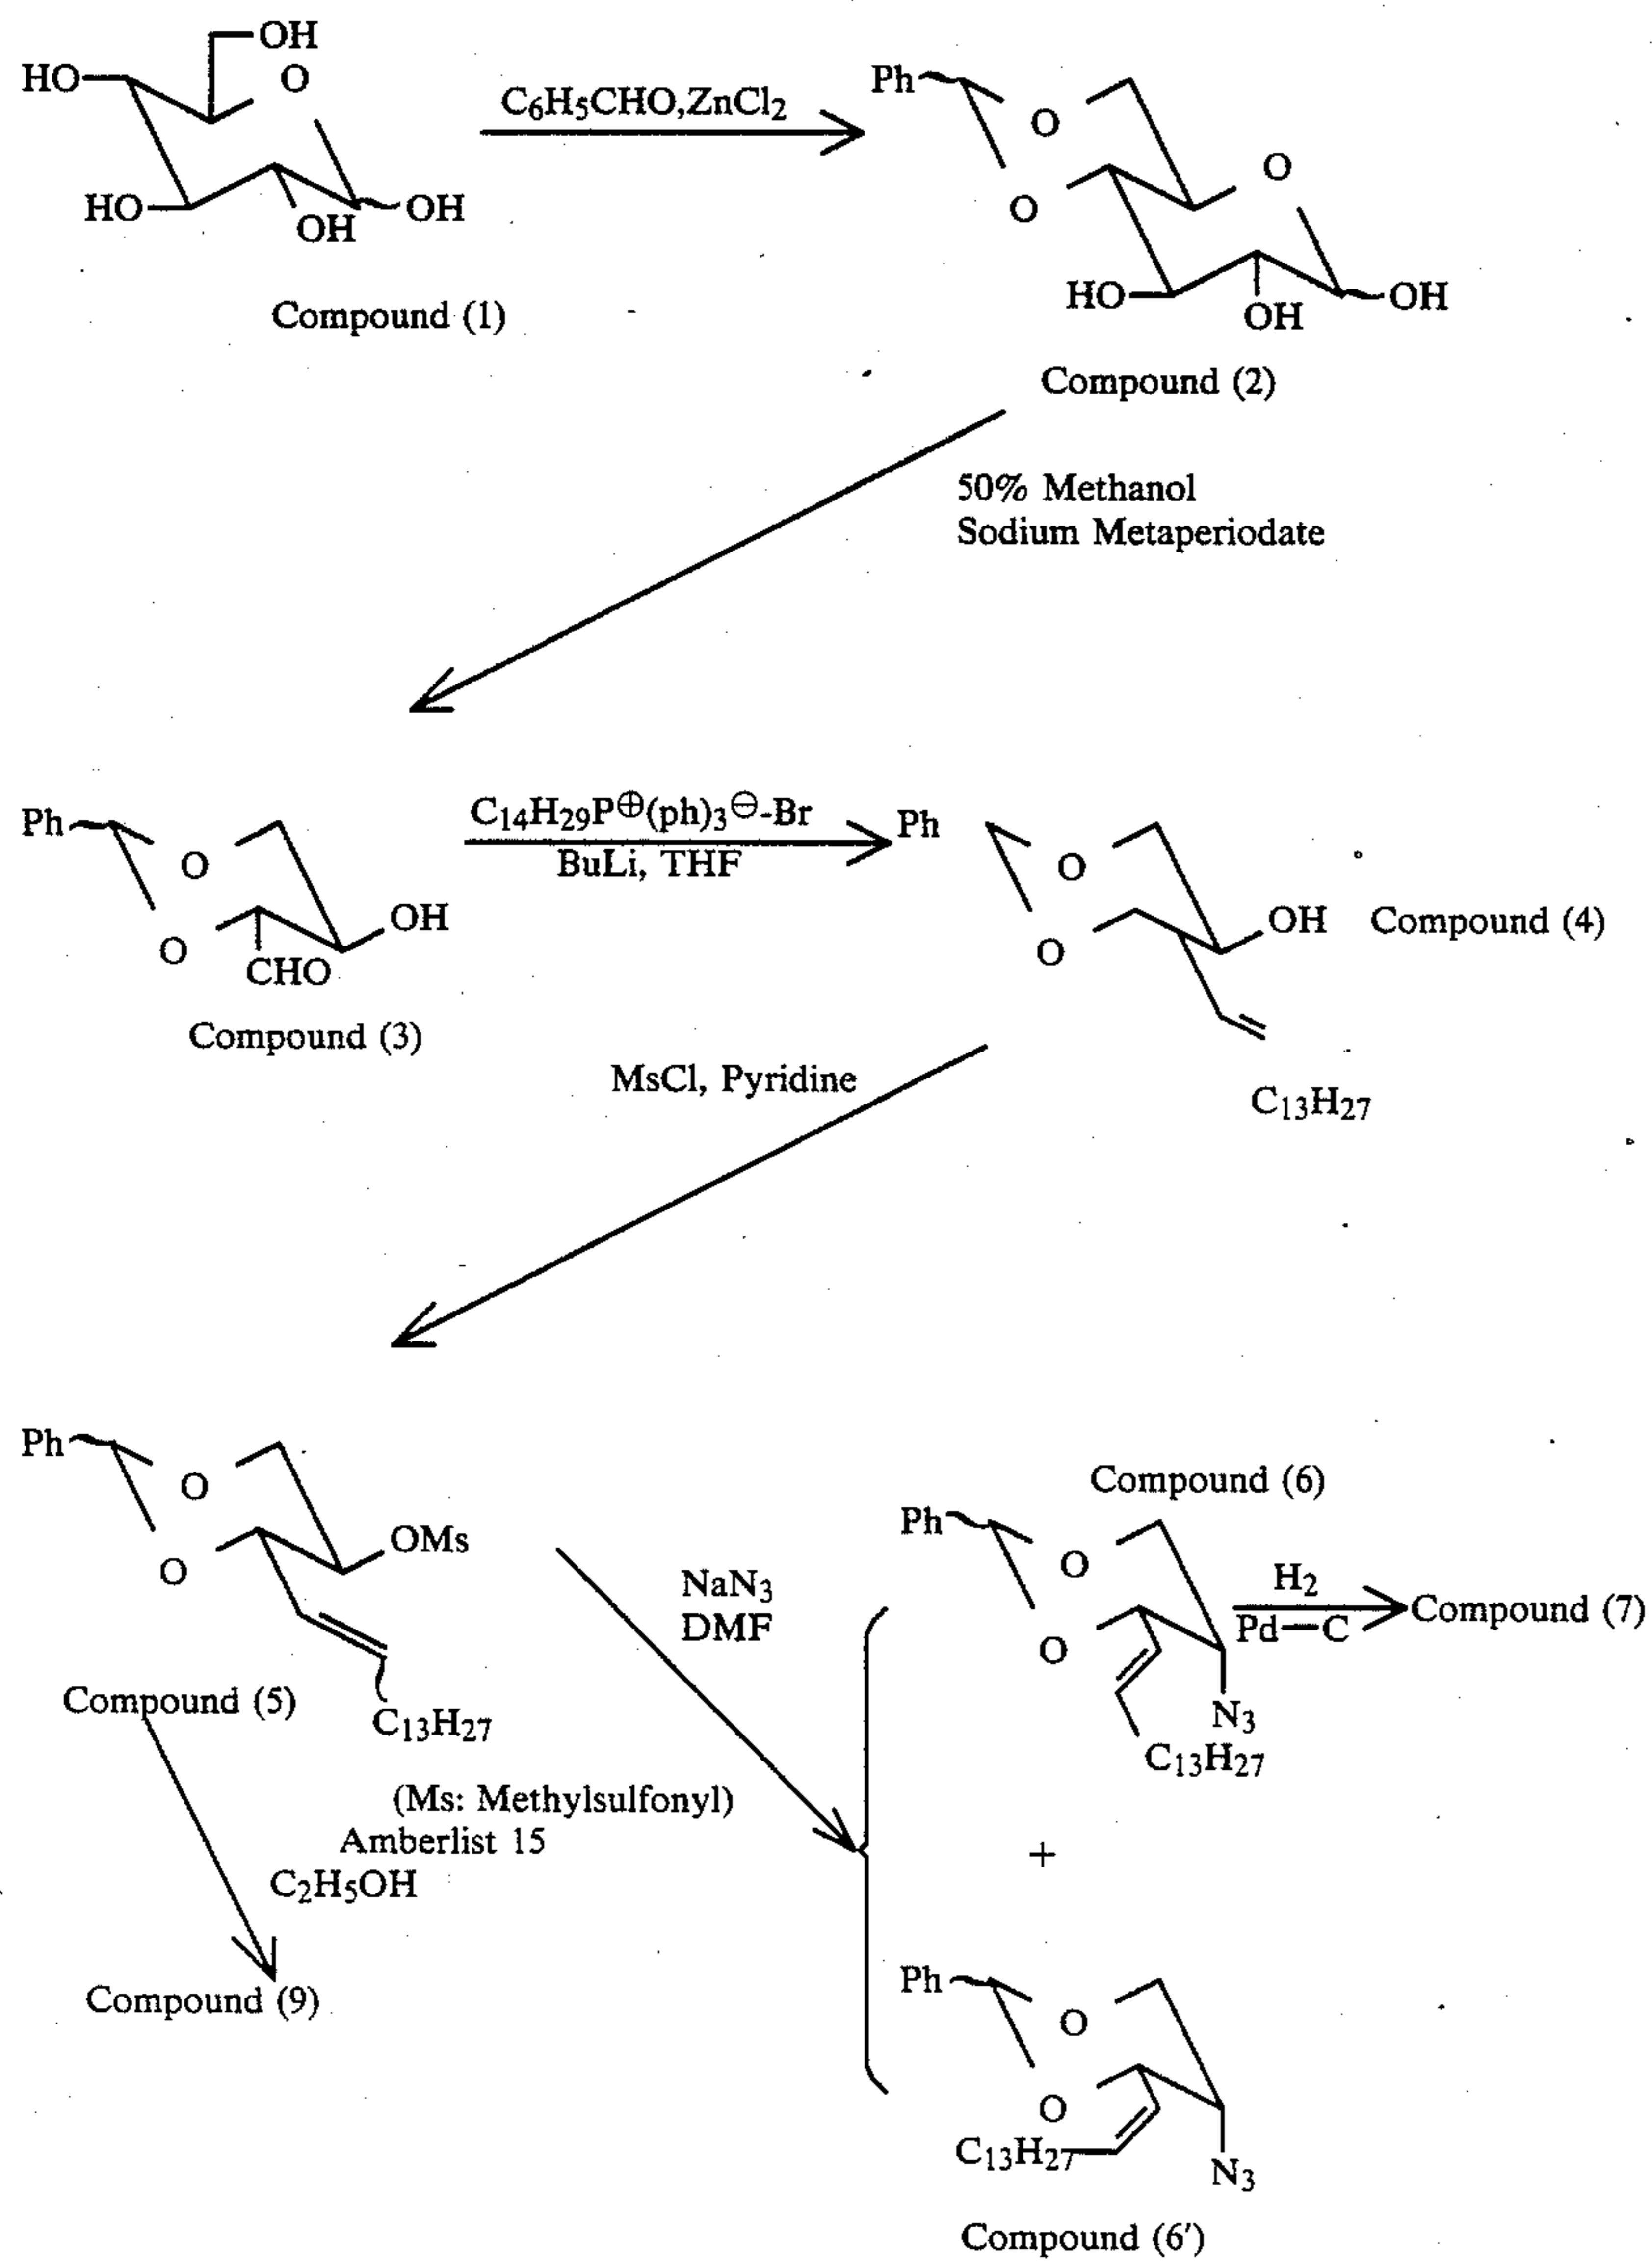 OH
HO
O
HO
OH
OH
Compound (1)
C6H5CHO,ZnCl2
Ph
O
O
O
HO
OH
OH
Compound (2)
50% Methanol
Sodium Metaperiodate
Ph
O
O
OH
CHO
Compound (3)
C14H29P⊕(ph)3⊖-Br
BuLi, THF
Ph
O
O
OH
Compound (4)
C13H27
MsCl, Pyridine
Ph
O
O
OMs
C13H27
Compound (5)
(Ms: Methylsulfonyl)
Amberlist 15
C2H5OH
Compound (9)
NaN3
DMF
Compound (6)
Ph
O
O
N3
C13H27
H2
Pd—C
Compound (7)
+
Ph
O
O
C13H27
N3
Compound (6')